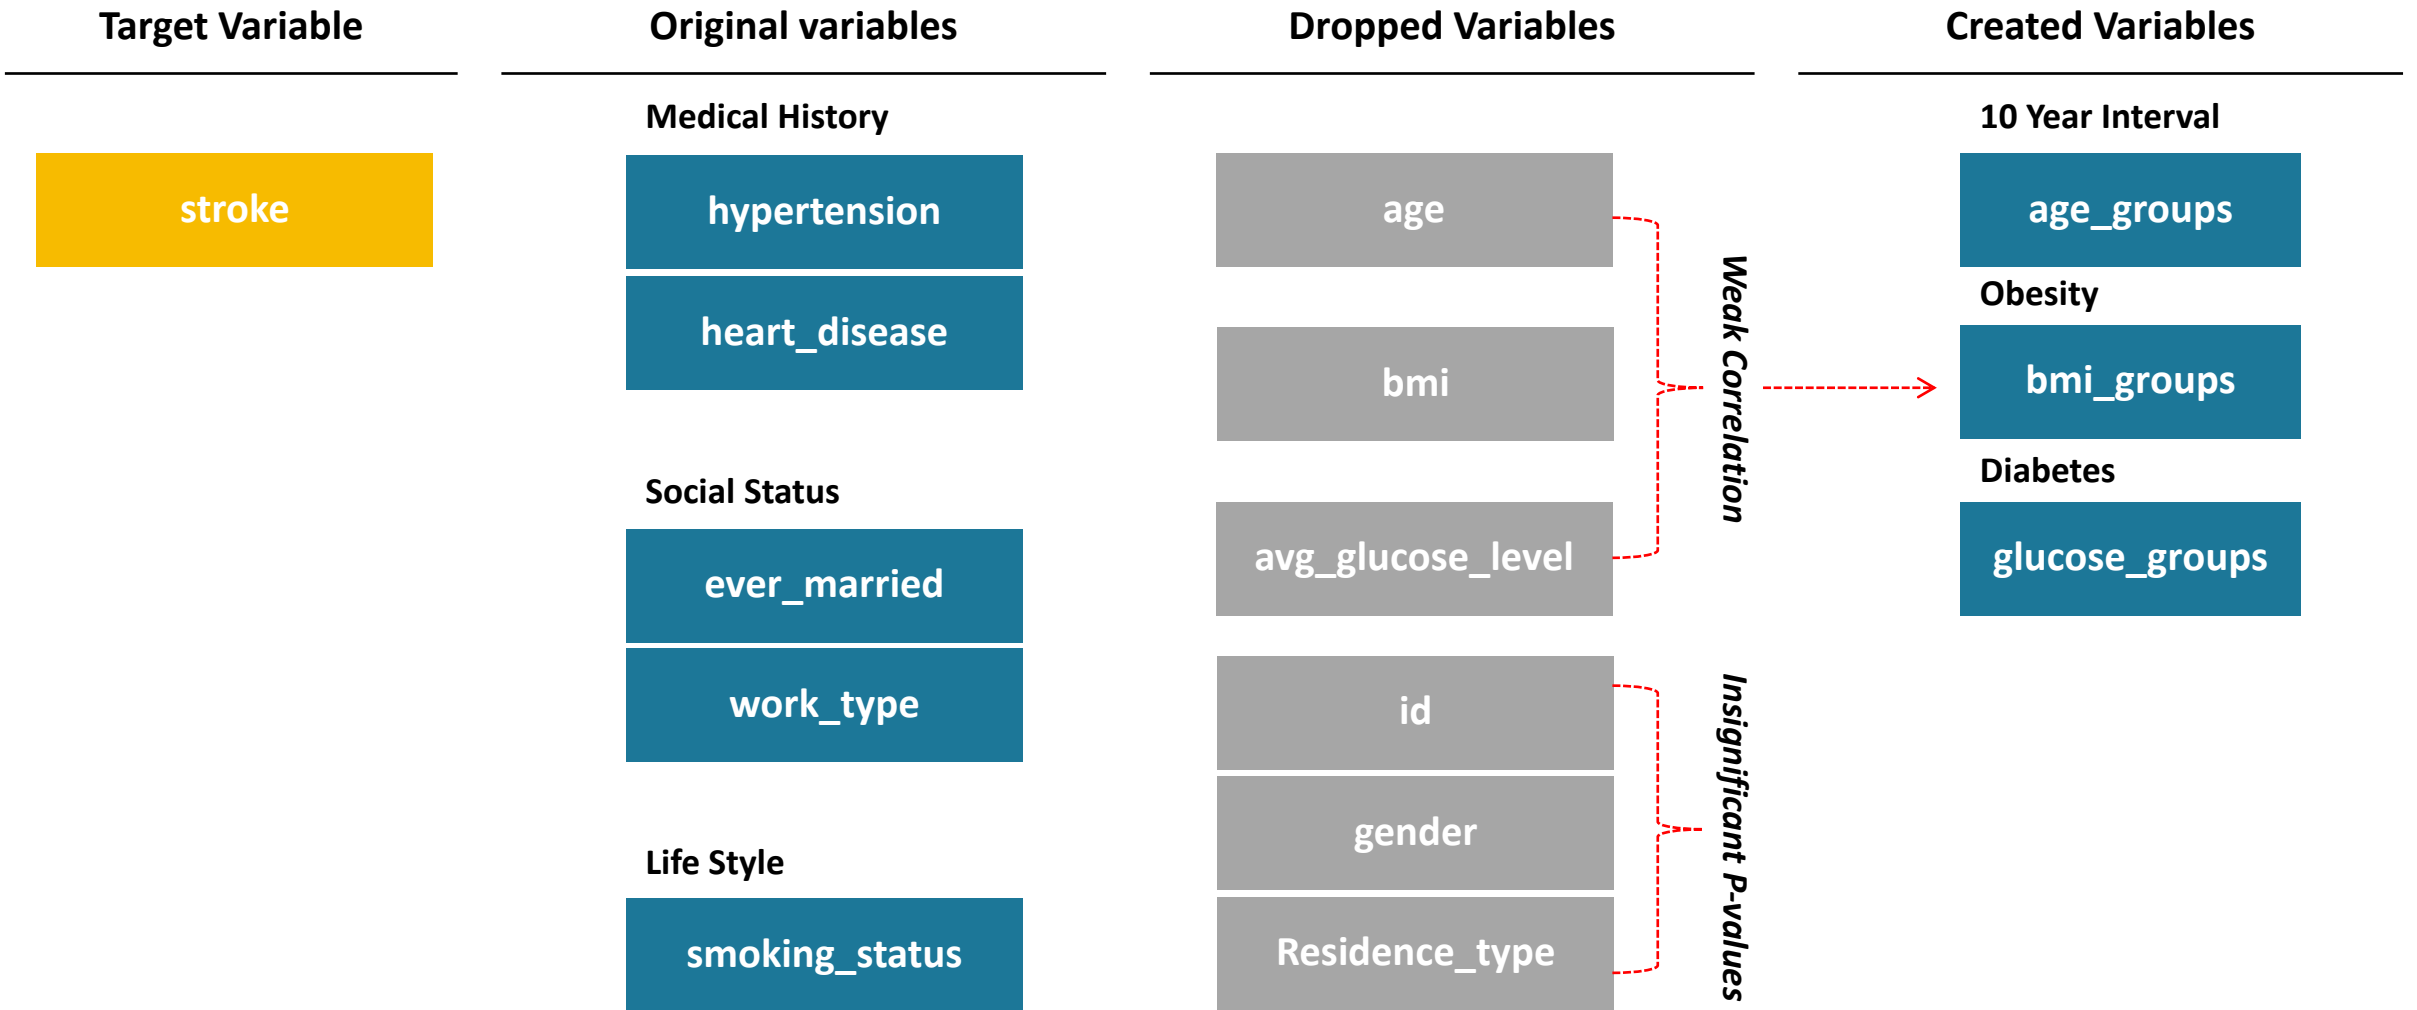 Target Variable
stroke
Original variables
Medical History
hypertension
heart_disease
Social Status
ever_married
work_type
Life Style
smoking_status
Dropped Variables
age
bmi
avg_glucose_level
Weak Correlation
id
gender
Residence_type
Insignificant P-values
Created Variables
10 Year Interval
age_groups
Obesity
bmi_groups
Diabetes
glucose_groups